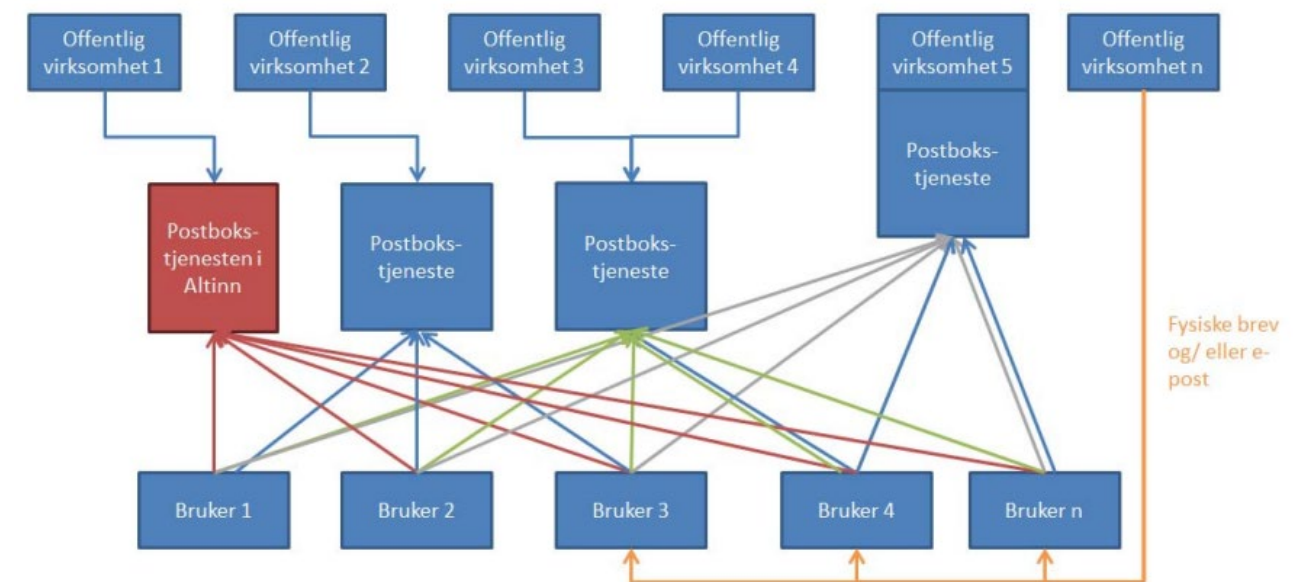 Offentlig
virksomhet 1
Offentlig
virksomhet 2
Offentlig
virksomhet 3
Offentlig
virksomhet 4
Offentlig
virksomhet 5
Offentlig
virksomhet n
Postboks-
tjenesten i
Altinn
Postboks-
tjeneste
Postboks-
tjeneste
Postboks-
tjeneste
Fysiske brev
og/ eller e-
post
Bruker 1
Bruker 2
Bruker 3
Bruker 4
Bruker n